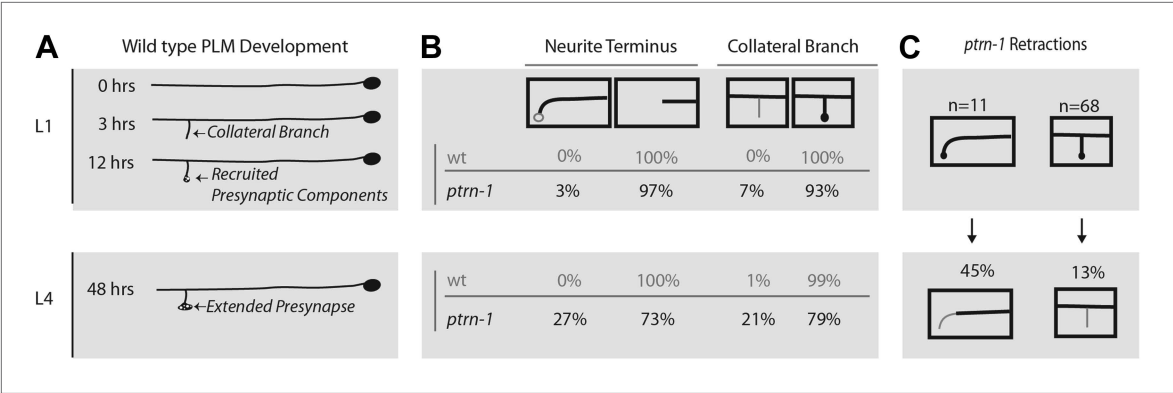 A
Wild type PLM Development
L1
0 hrs
3 hrs
←Collateral Branch
12 hrs
←Recruited
Presynaptic Components
L4
48 hrs
←Extended Presynapse
B
Neurite Terminus Collateral Branch
wt 0% 100% 0% 100%
ptrn-1 3% 97% 7% 93%
wt 0% 100% 1% 99%
ptrn-1 27% 73% 21% 79%
C
ptrn-1 Retractions
n=11 n=68
45% 13%